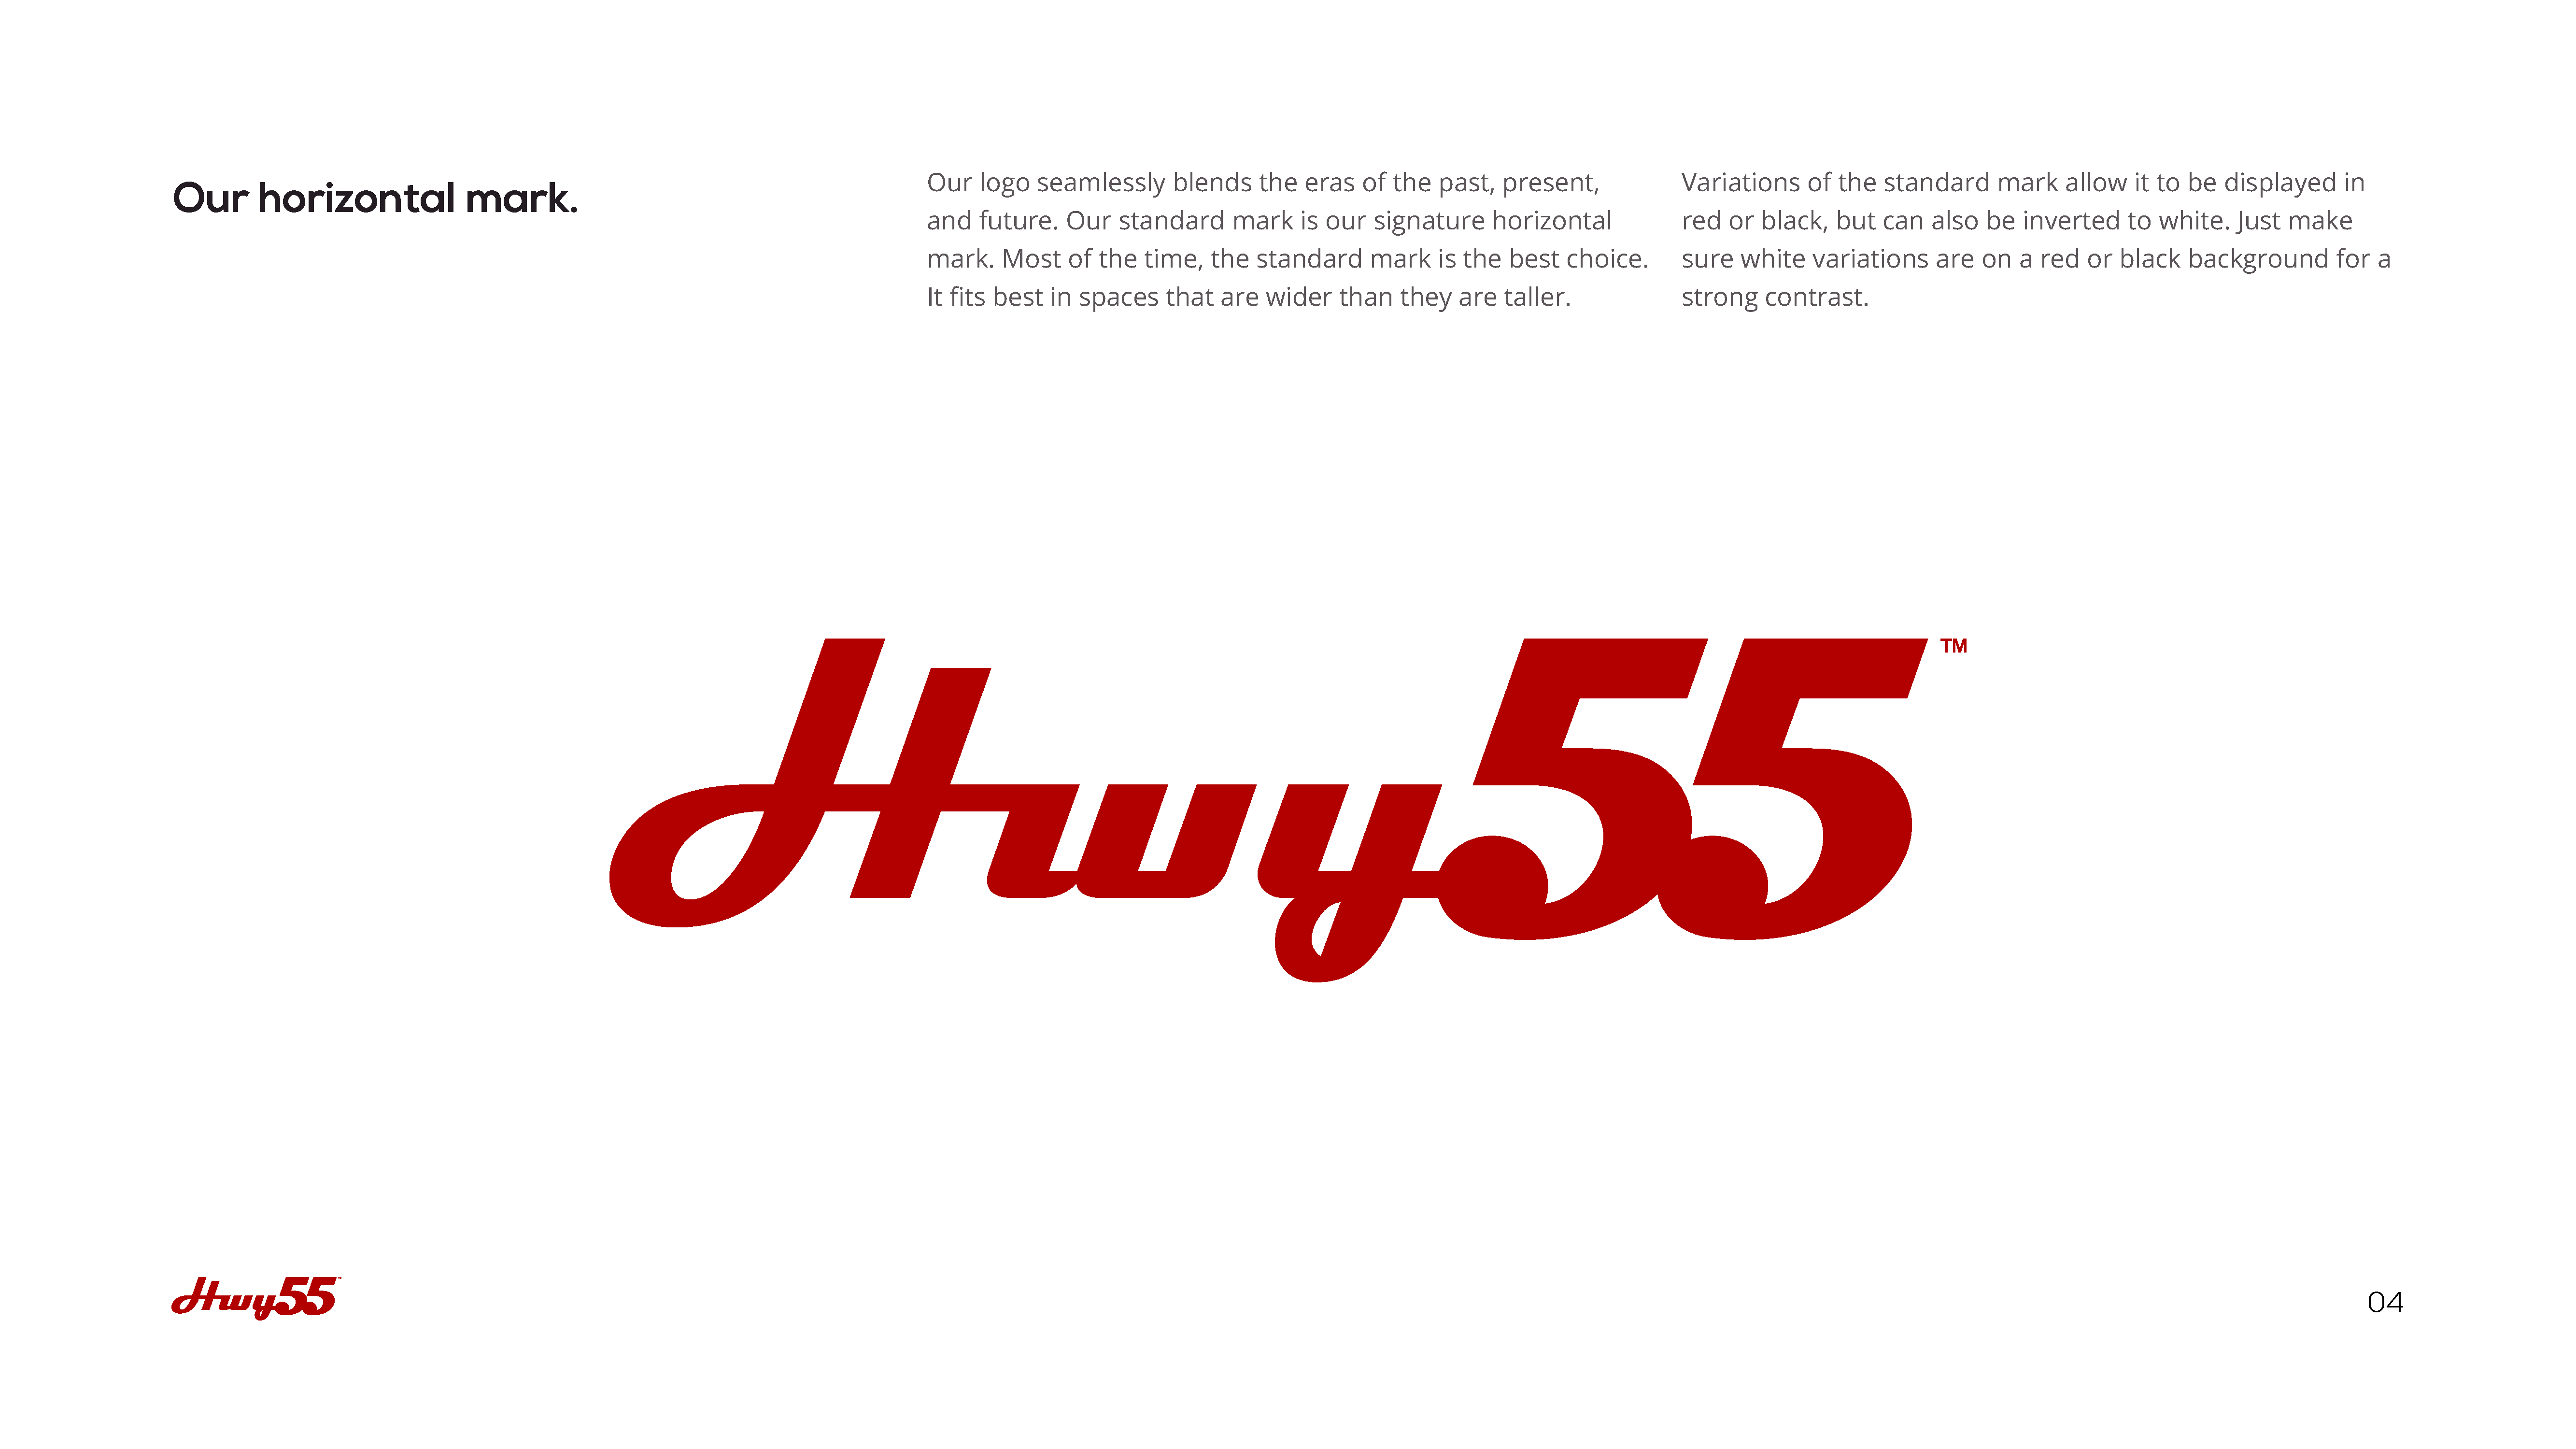 Our horizontal mark.
Our logo seamlessly blends the eras of the past, present,
and future. Our standard mark is our signature horizontal
mark. Most of the time, the standard mark is the best choice.
It fits best in spaces that are wider than they are taller.
Variations of the standard mark allow it to be displayed in
red or black, but can also be inverted to white. Just make
sure white variations are on a red or black background for a
strong contrast.
Hwy55 ™
Hwy55 ™
04